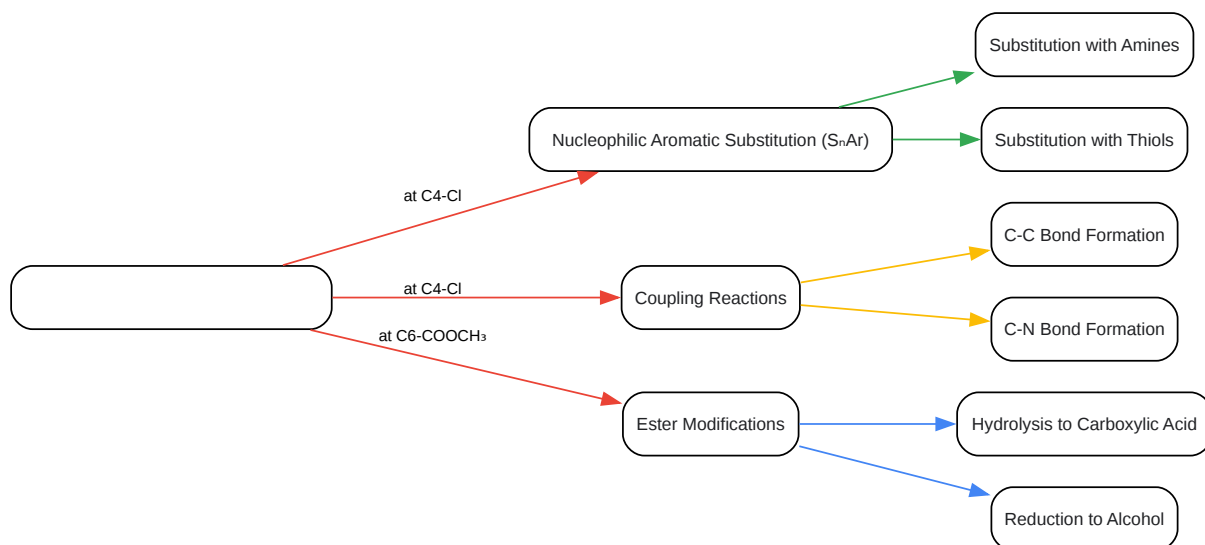 Substitution with Amines
Nucleophilic Aromatic Substitution (SₙAr)
Substitution with Thiols
at C4-Cl
C-C Bond Formation
at C4-Cl
Coupling Reactions
C-N Bond Formation
at C6-COOCH₃
Ester Modifications
Hydrolysis to Carboxylic Acid
Reduction to Alcohol